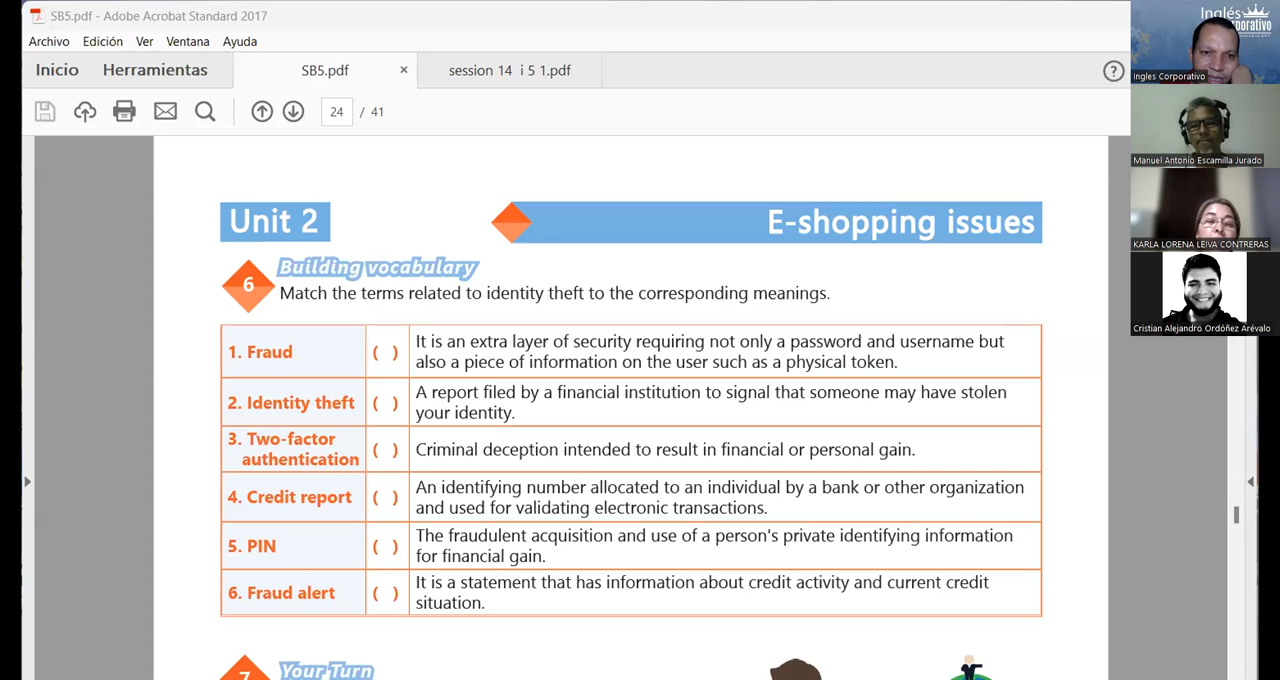 SB5.pdf - Adobe Acrobat Standard 2017
Archivo Edición Ver Ventana Ayuda
Inicio Herramientas SB5.pdf × session 14 i 5 1.pdf
24 / 41
Unit 2 E-shopping issues
6 Building vocabulary
Match the terms related to identity theft to the corresponding meanings.
1. Fraud ( ) It is an extra layer of security requiring not only a password and username but
also a piece of information on the user such as a physical token.
2. Identity theft ( ) A report filed by a financial institution to signal that someone may have stolen
your identity.
3. Two-factor
authentication ( ) Criminal deception intended to result in financial or personal gain.
4. Credit report ( ) An identifying number allocated to an individual by a bank or other organization
and used for validating electronic transactions.
5. PIN ( ) The fraudulent acquisition and use of a person's private identifying information
for financial gain.
6. Fraud alert ( ) It is a statement that has information about credit activity and current credit
situation.
7 Your Turn
Inglés
Ingles Corporativo
Manuel Antonio Escamilla Jurado
KARLA LORENA LEIVA CONTRERAS
Cristian Alejandro Ordóñez Arévalo